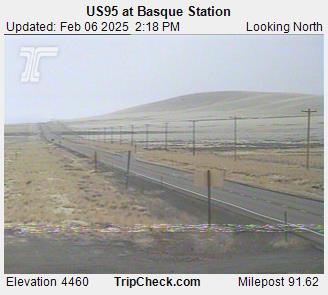 US95 at Basque Station
Updated: Feb 06 2025 2:18 PM Looking North
Elevation 4460 TripCheck.com Milepost 91.62